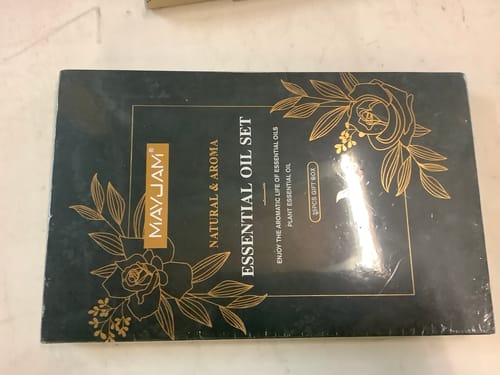 MAYJAM®
NATURAL & AROMA
ESSENTIAL OIL SET
ENJOY THE AROMATIC LIFE OF ESSENTIAL OILS
PLANT ESSENTIAL OIL
GIFT BOX